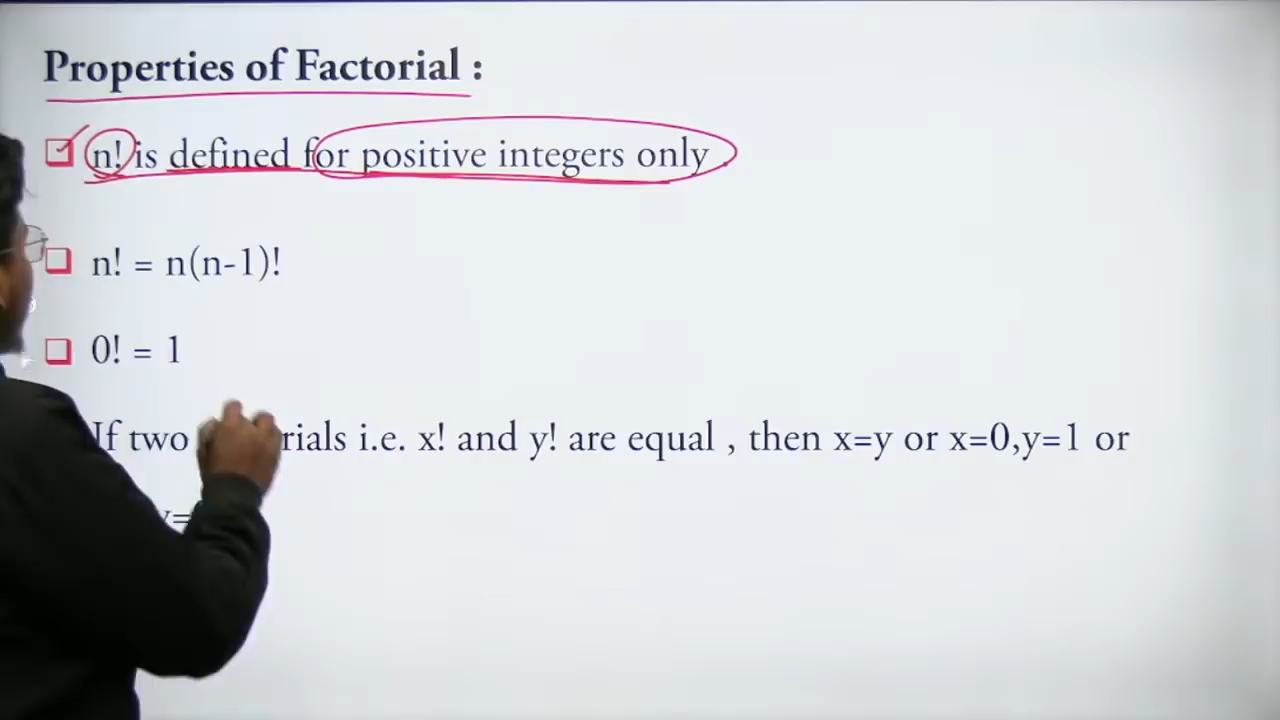 Properties of Factorial :
n! is defined for positive integers only .
n! = n(n-1)!
0! = 1
If two i.e. x! and y! are equal , then x=y or x=0,y=1 or